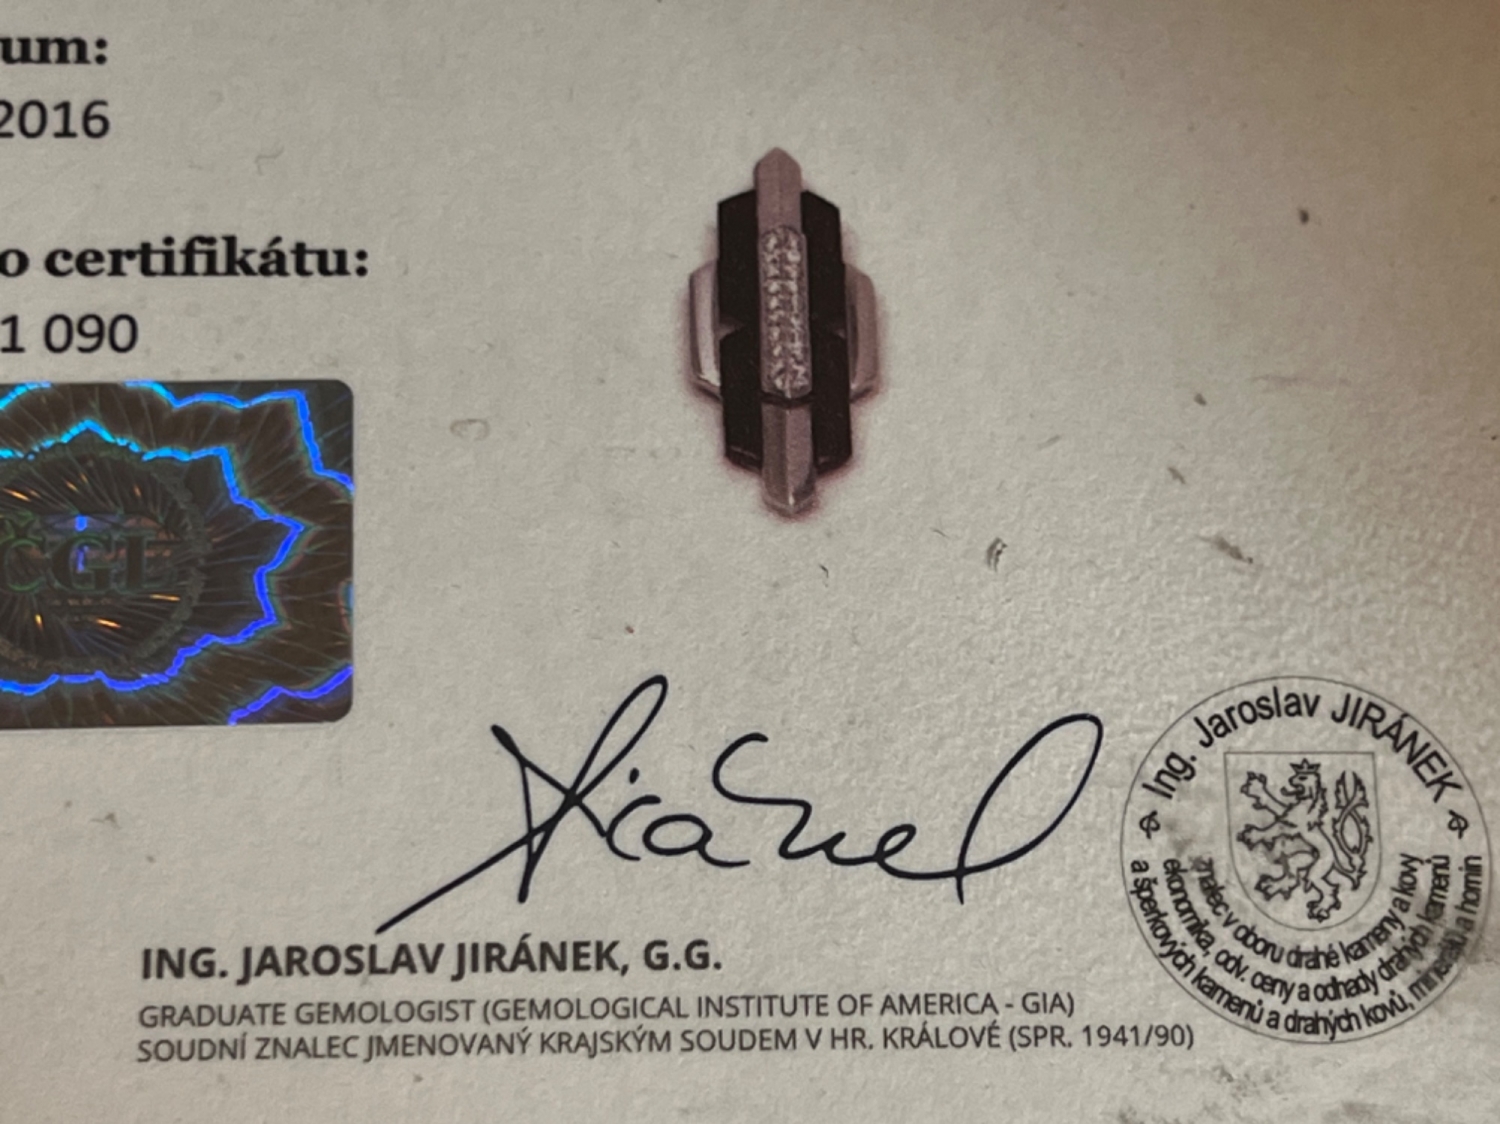 um:
2016
o certifikátu:
1 090
ČGL
Jiránek
ING. JAROSLAV JIRÁNEK, G.G.
GRADUATE GEMOLOGIST (GEMOLOGICAL INSTITUTE OF AMERICA - GIA)
SOUDNÍ ZNALEC JMENOVANÝ KRAJSKÝM SOUDEM V HR. KRÁLOVÉ (SPR. 1941/90)
Ing. Jaroslav JIRÁNEK
znalec v oboru drahé kameny a kovy
ekonomika, odv. ceny a odhady drahých kamenů
a šperkových kamenů a drahých kovů, minerálů a hornin